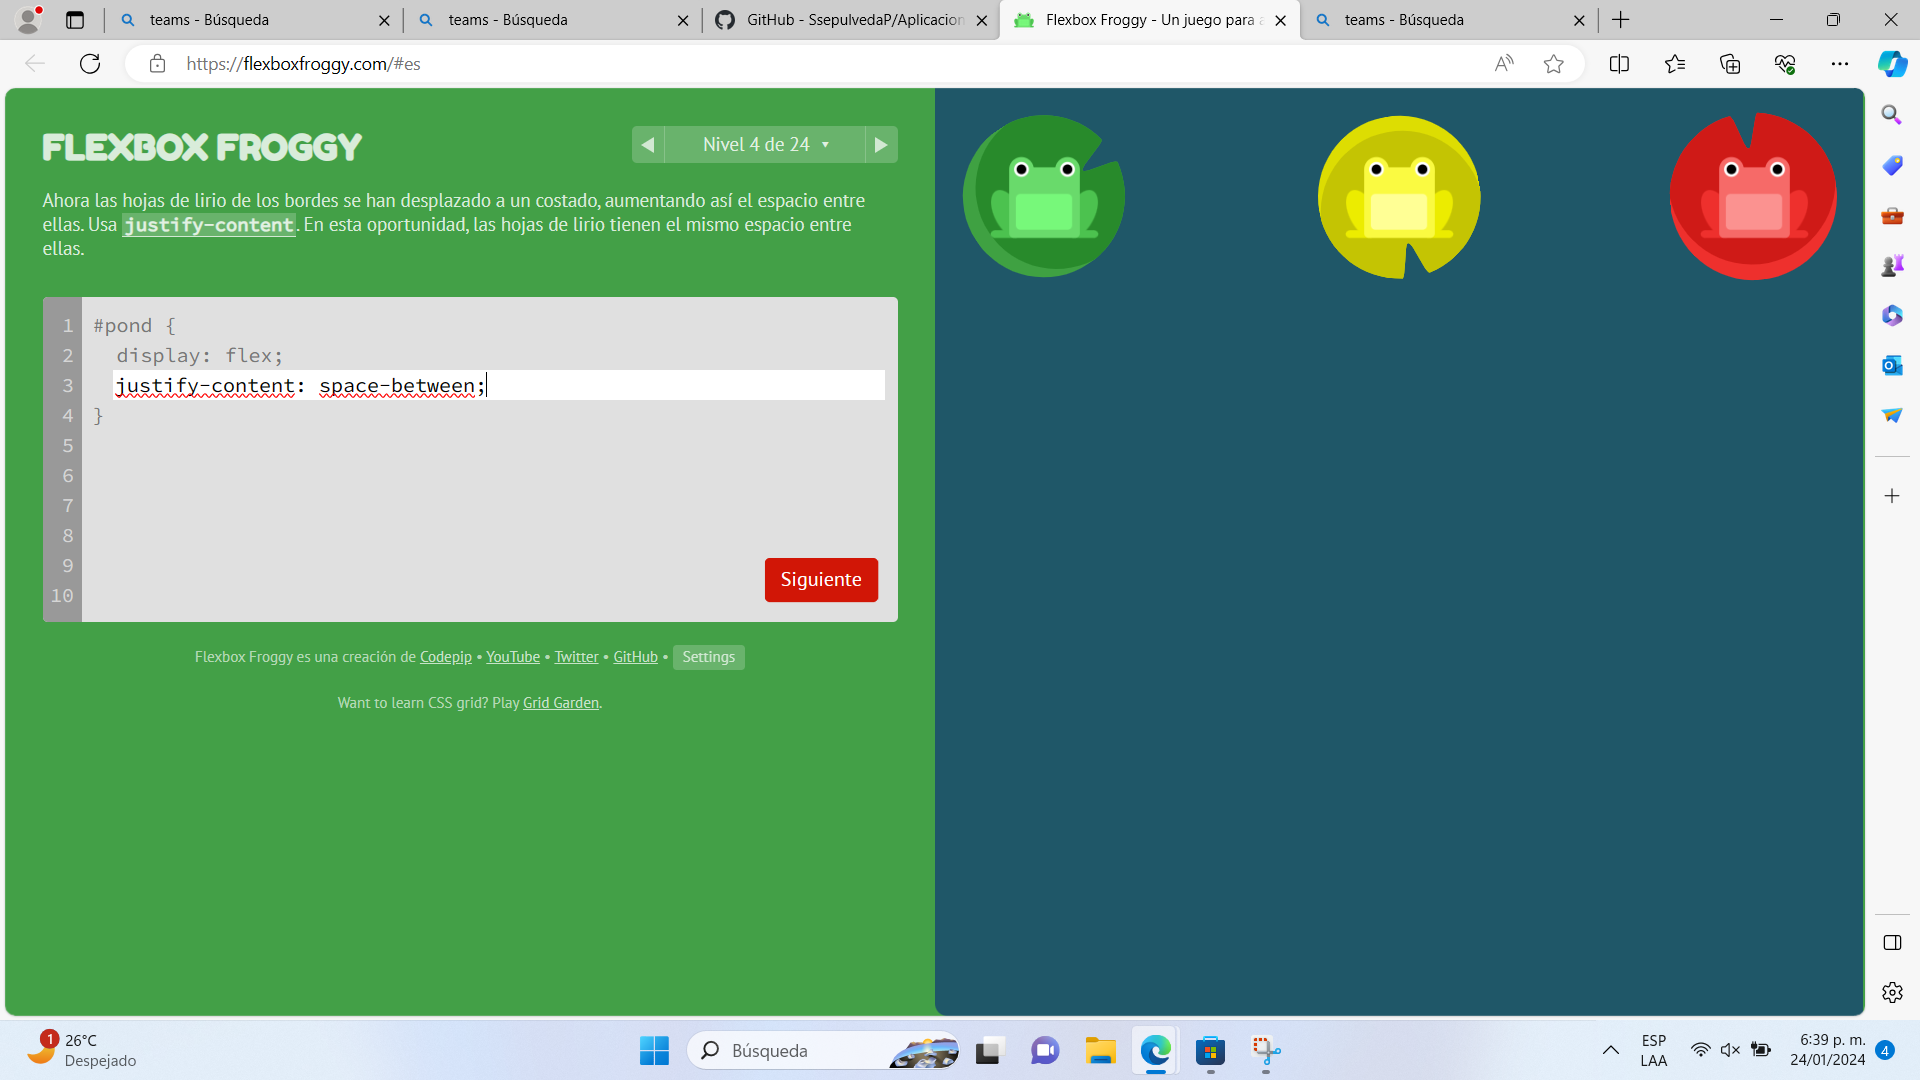 teams - Búsqueda
teams - Búsqueda
GitHub - SsepulvedaP/Aplicacion
Flexbox Froggy - Un juego para a
teams - Búsqueda
https://flexboxfroggy.com/#es
FLEXBOX FROGGY
Nivel 4 de 24
Ahora las hojas de lirio de los bordes se han desplazado a un costado, aumentando así el espacio entre
ellas. Usa justify-content. En esta oportunidad, las hojas de lirio tienen el mismo espacio entre
ellas.
1 #pond {
2 display: flex;
3 justify-content: space-between;
4 }
5
6
7
8
9
10
Siguiente
Flexbox Froggy es una creación de Codepip • YouTube • Twitter • GitHub • Settings
Want to learn CSS grid? Play Grid Garden.
1
26°C
Despejado
Búsqueda
ESP
LAA
6:39 p. m.
24/01/2024
4